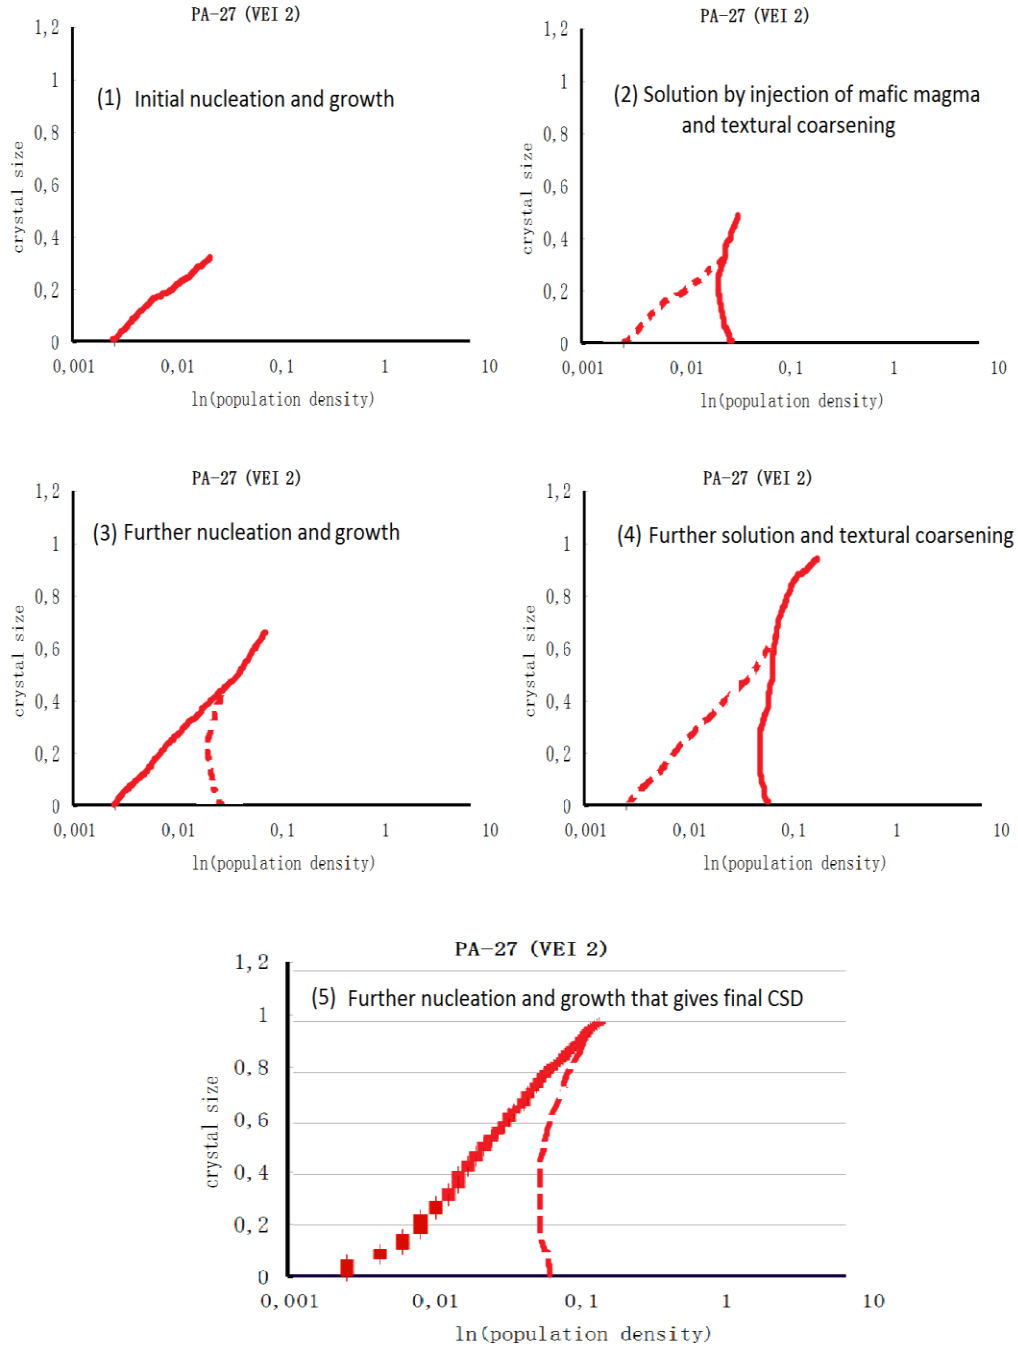 PA-27 (VEI 2)
1,2
1
0,8
0,6
0,4
0,2
0
crystal size
(1) Initial nucleation and growth
0,001 0,01 0,1 1 10
ln(population density)
PA-27 (VEI 2)
1,2
1
0,8
0,6
0,4
0,2
0
crystal size
(2) Solution by injection of mafic magma
and textural coarsening
0,001 0,01 0,1 1 10
ln(population density)
PA-27 (VEI 2)
1,2
1
0,8
0,6
0,4
0,2
0
crystal size
(3) Further nucleation and growth
0,001 0,01 0,1 1 10
ln(population density)
PA-27 (VEI 2)
1,2
1
0,8
0,6
0,4
0,2
0
crystal size
(4) Further solution and textural coarsening
0,001 0,01 0,1 1 10
ln(population density)
PA-27 (VEI 2)
1,2
1
0,8
0,6
0,4
0,2
0
crystal size
(5) Further nucleation and growth that gives final CSD
0,001 0,01 0,1 1 10
ln(population density)